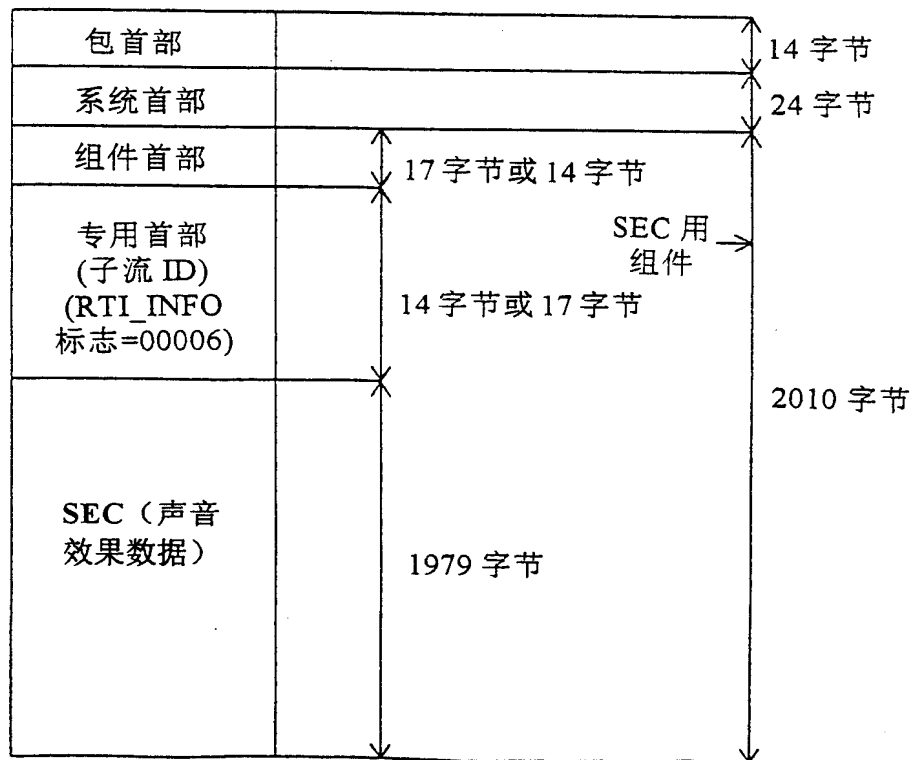 包首部
14 字节
系统首部
24 字节
组件首部
17 字节或 14 字节
专用首部
(子流 ID)
(RTI_INFO
标志=00006)
14 字节或 17 字节
SEC 用
组件
2010 字节
SEC（声音
效果数据）
1979 字节